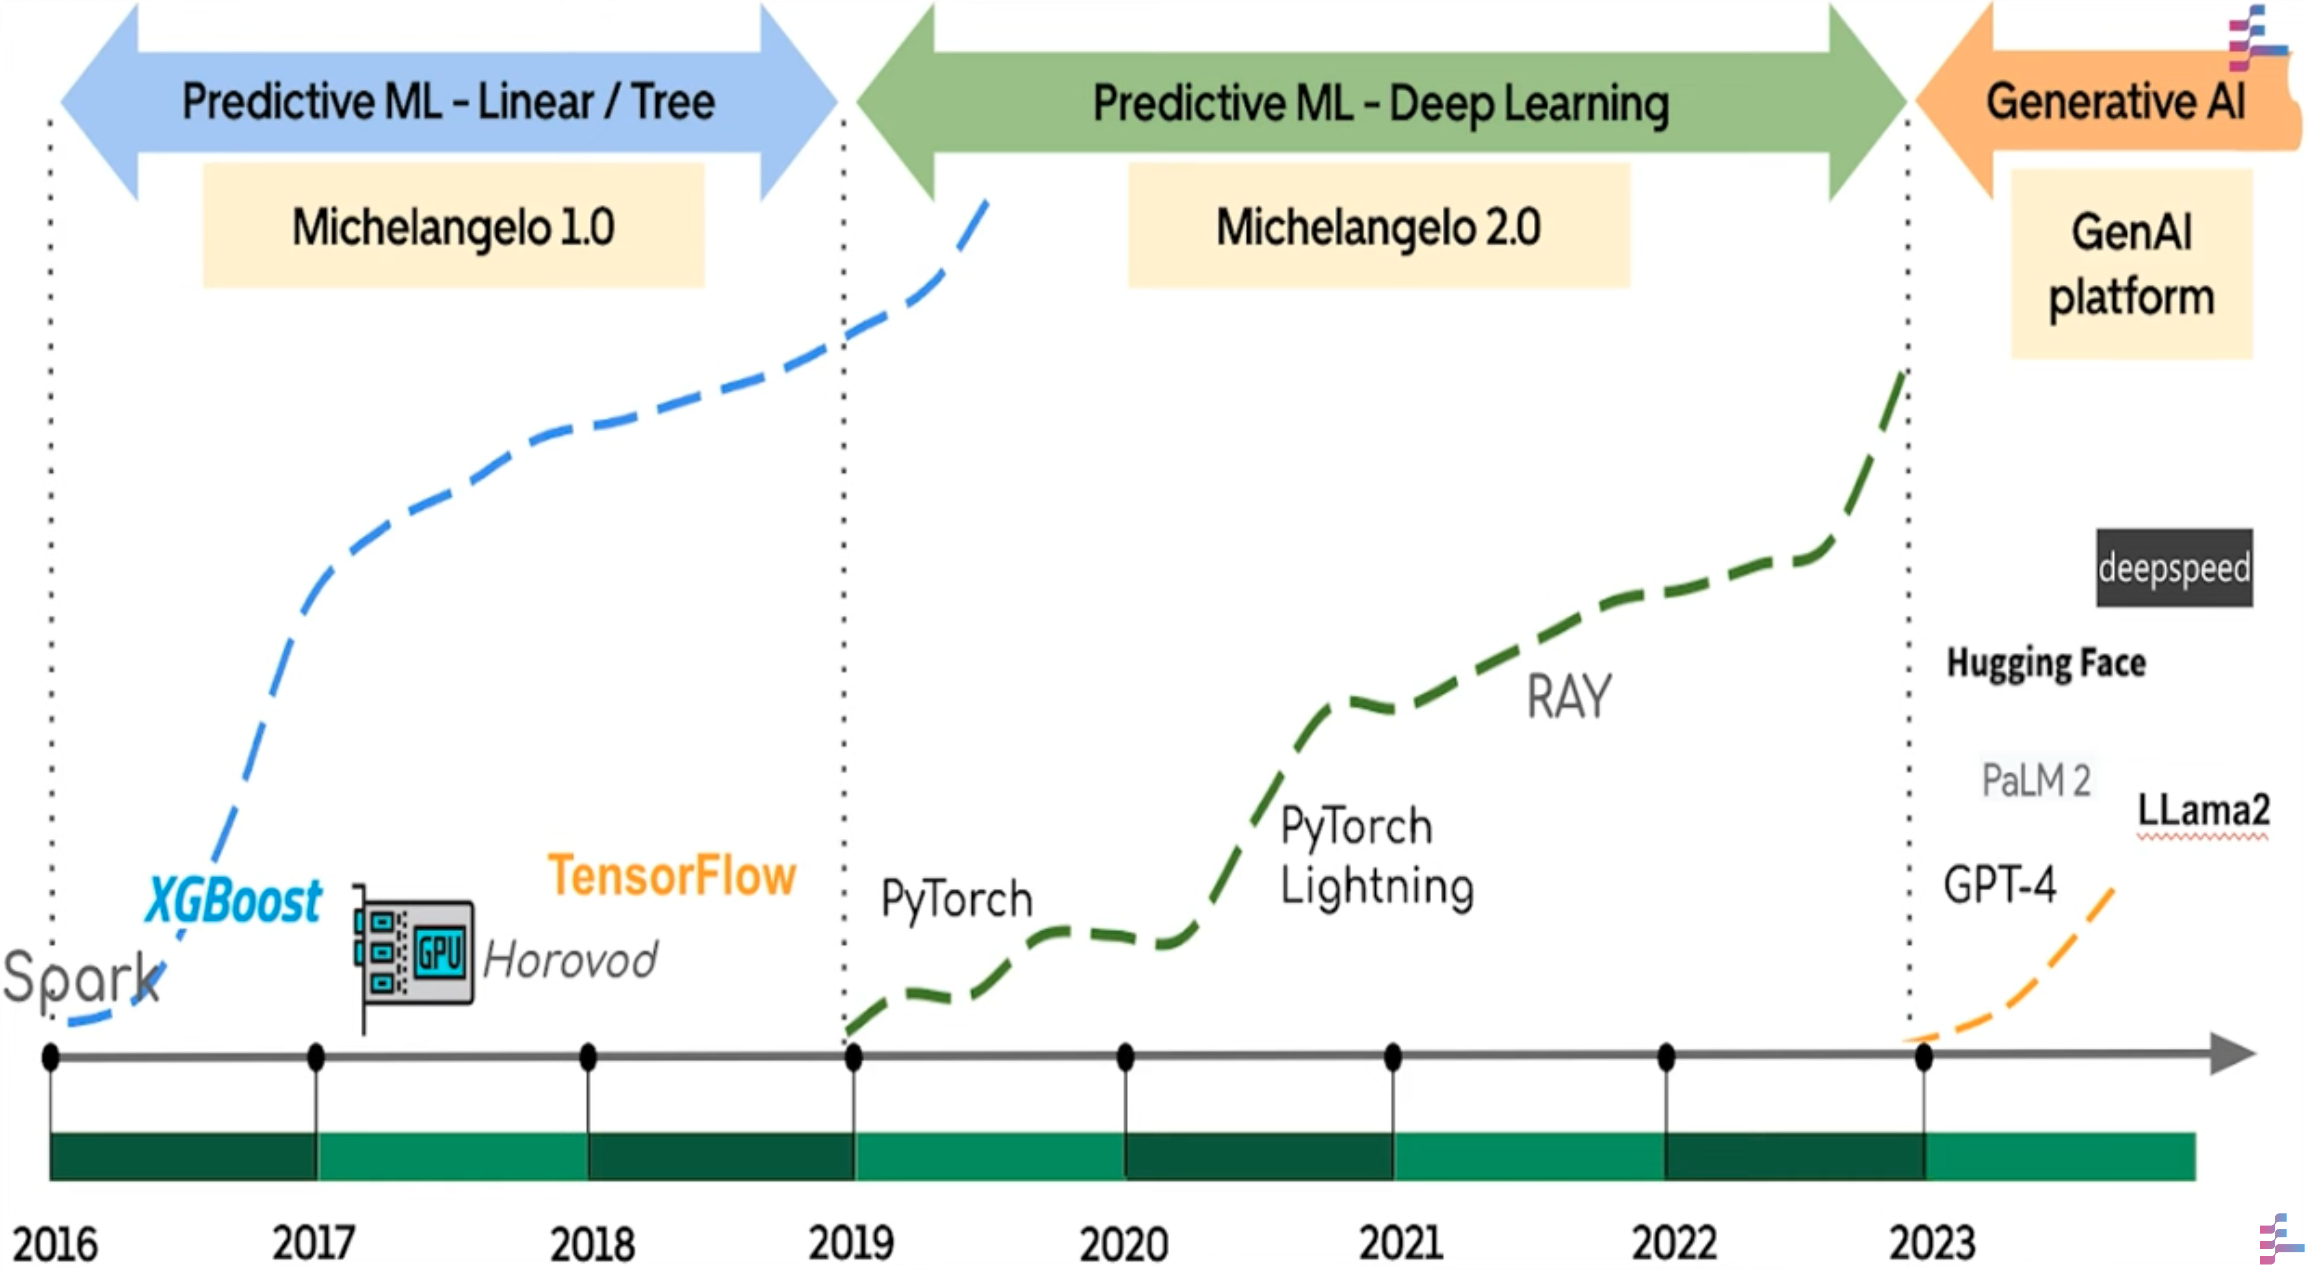 Predictive ML - Linear / Tree
Predictive ML - Deep Learning
Generative AI
Michelangelo 1.0
Michelangelo 2.0
GenAI
platform
deepspeed
Hugging Face
RAY
PaLM 2
LLama2
PyTorch
Lightning
GPT-4
TensorFlow
PyTorch
XGBoost
GPU
Horovod
Spark
2016
2017
2018
2019
2020
2021
2022
2023